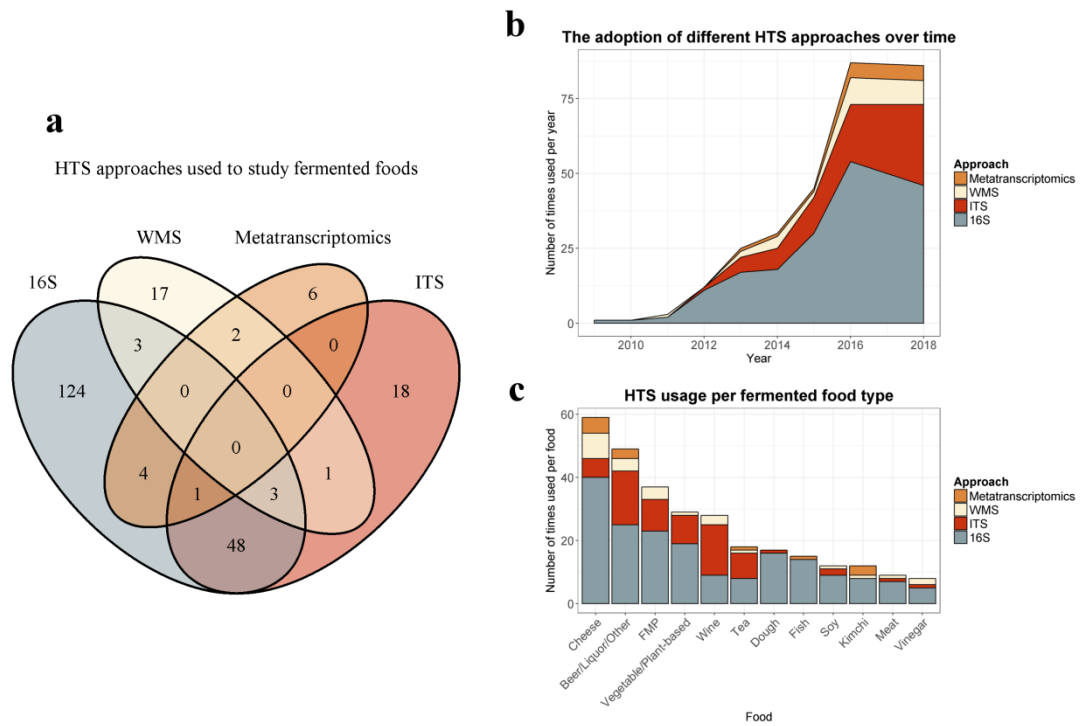 a
HTS approaches used to study fermented foods
WMS
Metatranscriptomics
16S
ITS
17
6
3
2
0
124
0
0
18
0
4
1
1
3
48
b
The adoption of different HTS approaches over time
Number of times used per year
75
50
25
0
2010 2012 2014 2016 2018
Year
Approach
Metatranscriptomics
WMS
ITS
16S
c
HTS usage per fermented food type
Number of times used per food
60
40
20
0
Cheese
Beer/Liquor/Other
FMP
Vegetable/Plant-based
Wine
Tea
Dough
Fish
Soy
Kimchi
Meat
Vinegar
Food
Approach
Metatranscriptomics
WMS
ITS
16S